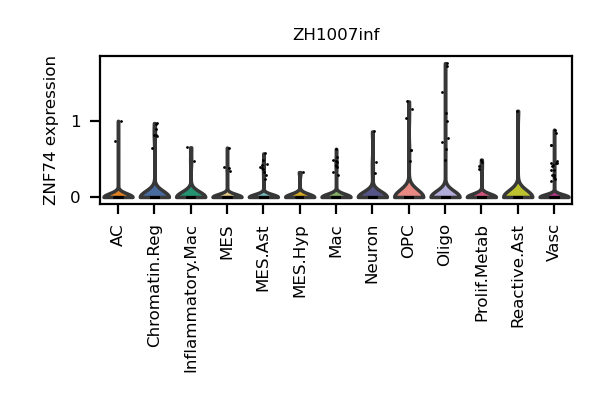 ZH1007inf
ZNF74 expression
1
0
AC
Chromatin.Reg
Inflammatory.Mac
MES
MES.Ast
MES.Hyp
Mac
Neuron
OPC
Oligo
Prolif.Metab
Reactive.Ast
Vasc